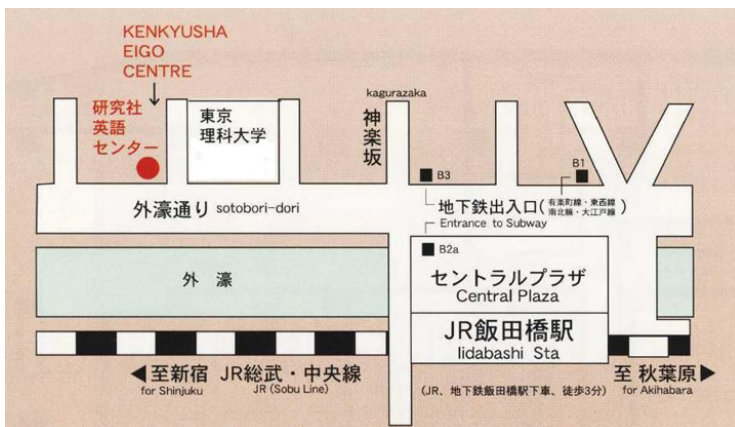 KENKYUSHA
EIGO
CENTRE
↓
研究社
英語
センター
東京
理科大学
kagurazaka
神楽坂
B3
B1
外濠通り sotobori-dori
地下鉄出入口(有楽町線・東西線
南北線・大江戸線)
Entrance to Subway
B2a
外 濠
セントラルプラザ
Central Plaza
JR飯田橋駅
Iidabashi Sta
◀至新宿 JR総武・中央線
for Shinjuku JR (Sobu Line)
(JR、地下鉄飯田橋駅下車、徒歩3分)
至 秋葉原▶
for Akihabara